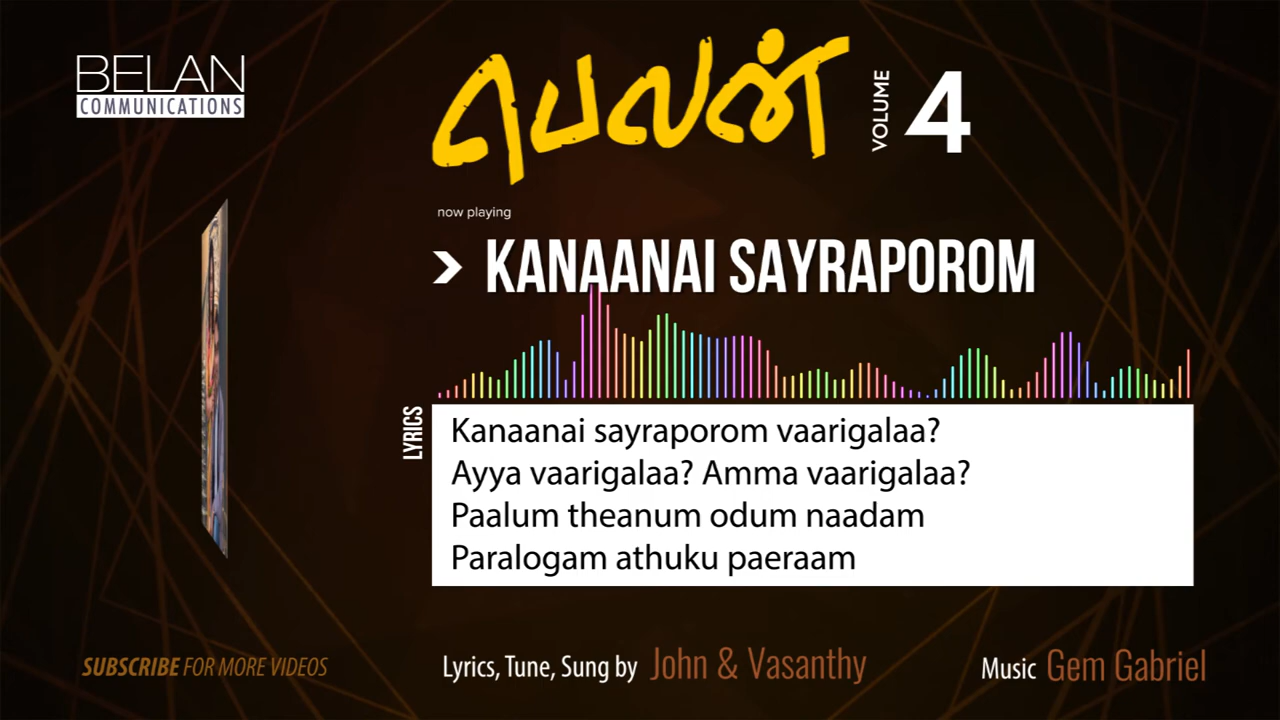 BELAN
COMMUNICATIONS
பெலன்
VOLUME 4
now playing
KANAANAI SAYRAPOROM
LYRICS
Kanaanai sayraporom vaarigalaa?
Ayya vaarigalaa? Amma vaarigalaa?
Paalum theanum odum naadam
Paralogam athuku paeraam
SUBSCRIBE FOR MORE VIDEOS
Lyrics, Tune, Sung by John & Vasanthy
Music Gem Gabriel